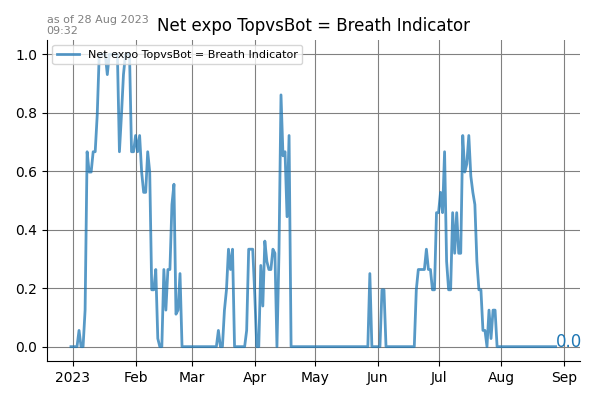 as of 28 Aug 2023
09:32
Net expo TopvsBot = Breath Indicator
Net expo TopvsBot = Breath Indicator
1.0
0.8
0.6
0.4
0.2
0.0
0.0
2023 Feb Mar Apr May Jun Jul Aug Sep